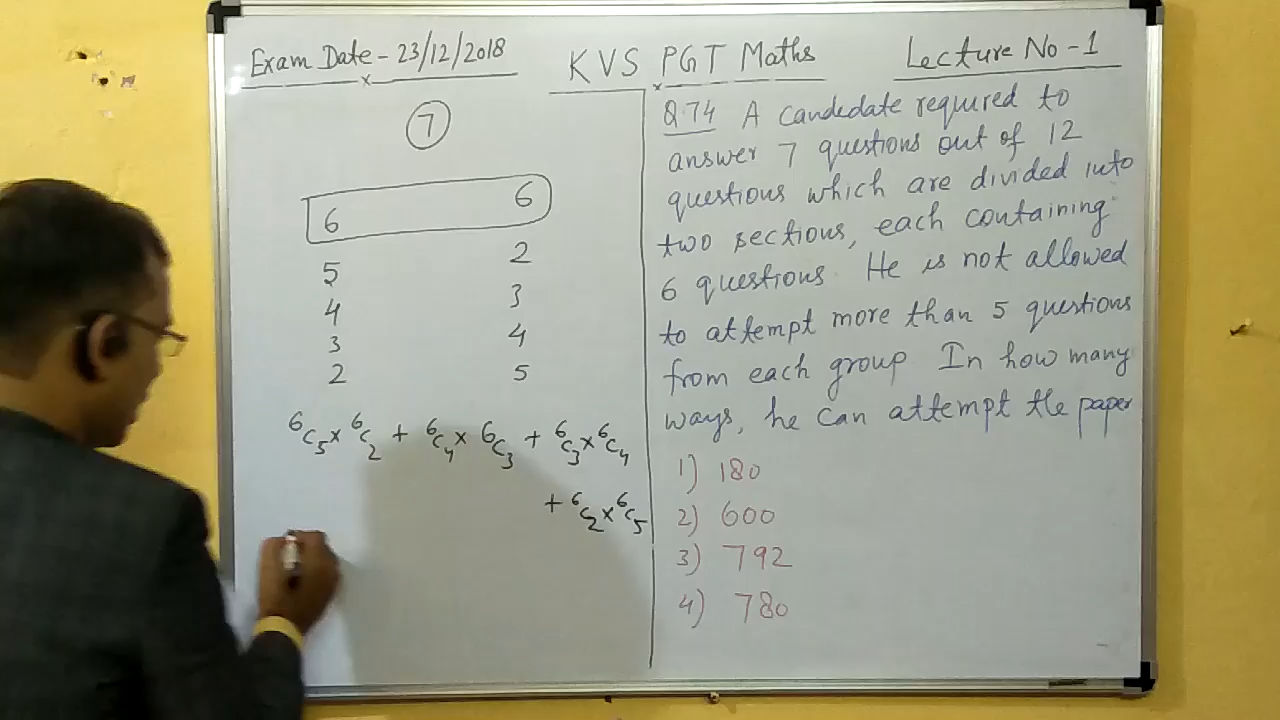 Exam Date - 23/12/2018
KVS PGT Maths
Lecture No - 1
7
6 6
5 2
4 3
3 4
2 5
⁶C₅ × ⁶C₂ + ⁶C₄ × ⁶C₃ + ⁶C₃ × ⁶C₄
+ ⁶C₂ × ⁶C₅
Q.74 A candedate required to
answer 7 questions out of 12
questions which are divided into
two sections, each containing
6 questions. He is not allowed
to attempt more than 5 questions
from each group In how many
ways, he can attempt the paper
1) 180
2) 600
3) 792
4) 780